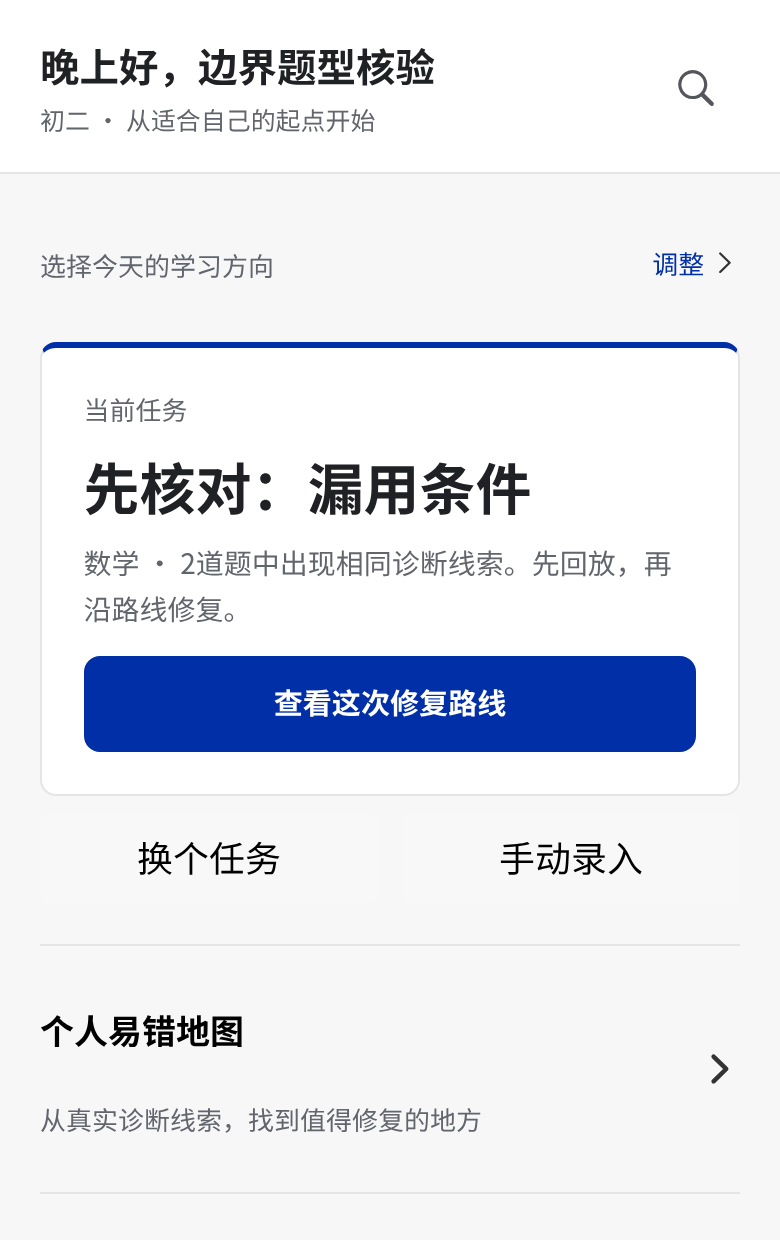 晚上好，边界题型核验
初二 · 从适合自己的起点开始
选择今天的学习方向
调整
当前任务
先核对：漏用条件
数学 · 2道题中出现相同诊断线索。先回放，再
沿路线修复。
查看这次修复路线
换个任务
手动录入
个人易错地图
从真实诊断线索，找到值得修复的地方